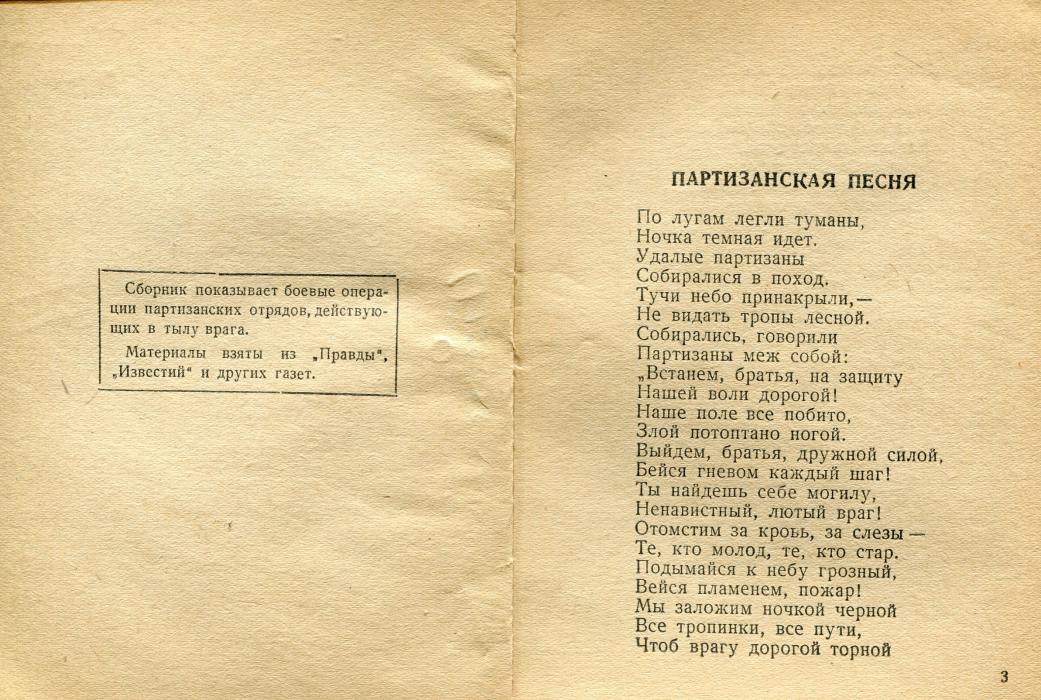 Сборник показывает боевые опера-
ции партизанских отрядов, действую-
щих в тылу врага.
Материалы взяты из „Правды“,
„Известий“ и других газет.
ПАРТИЗАНСКАЯ ПЕСНЯ
По лугам легли туманы,
Ночка темная идет.
Удалые партизаны
Собиралися в поход.
Тучи небо принакрыли,—
Не видать тропы лесной.
Собирались, говорили
Партизаны меж собой:
„Встанем, братья, на защиту
Нашей воли дорогой!
Наше поле все побито,
Злой потоптано ногой.
Выйдем, братья, дружной силой,
Бейся гневом каждый шаг!
Ты найдешь себе могилу,
Ненавистный, лютый враг!
Отомстим за кровь, за слезы —
Те, кто молод, те, кто стар.
Подымайся к небу грозный,
Вейся пламенем, пожар!
Мы заложим ночкой черной
Все тропинки, все пути,
Чтоб врагу дорогой торной
3